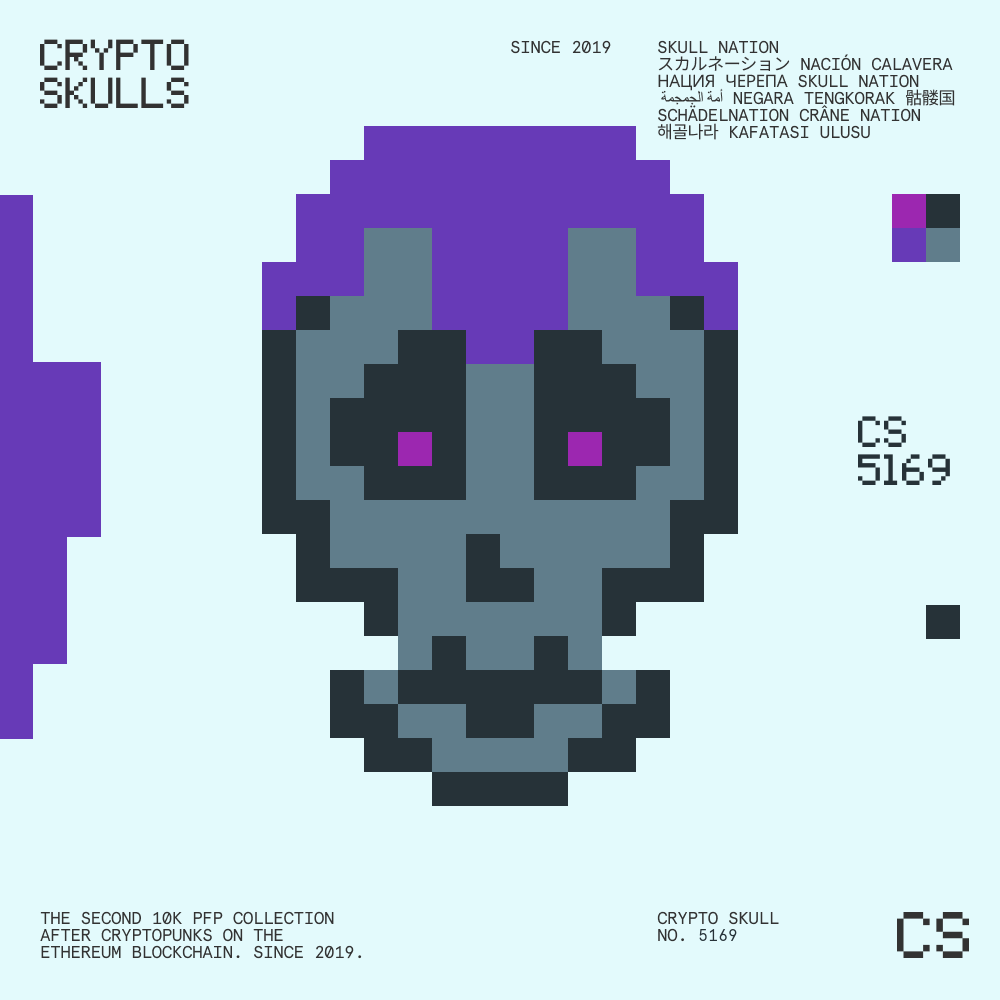 CRYPTO
SKULLS
SINCE 2019
SKULL NATION
スカルネーション NACIÓN CALAVERA
НАЦИЯ ЧЕРЕПА SKULL NATION
أمة الجمجمة NEGARA TENGKORAK 骷髅国
SCHÄDELNATION CRÂNE NATION
해골나라 KAFATASI ULUSU
CS
5169
THE SECOND 10K PFP COLLECTION
AFTER CRYPTOPUNKS ON THE
ETHEREUM BLOCKCHAIN. SINCE 2019.
CRYPTO SKULL
NO. 5169
CS